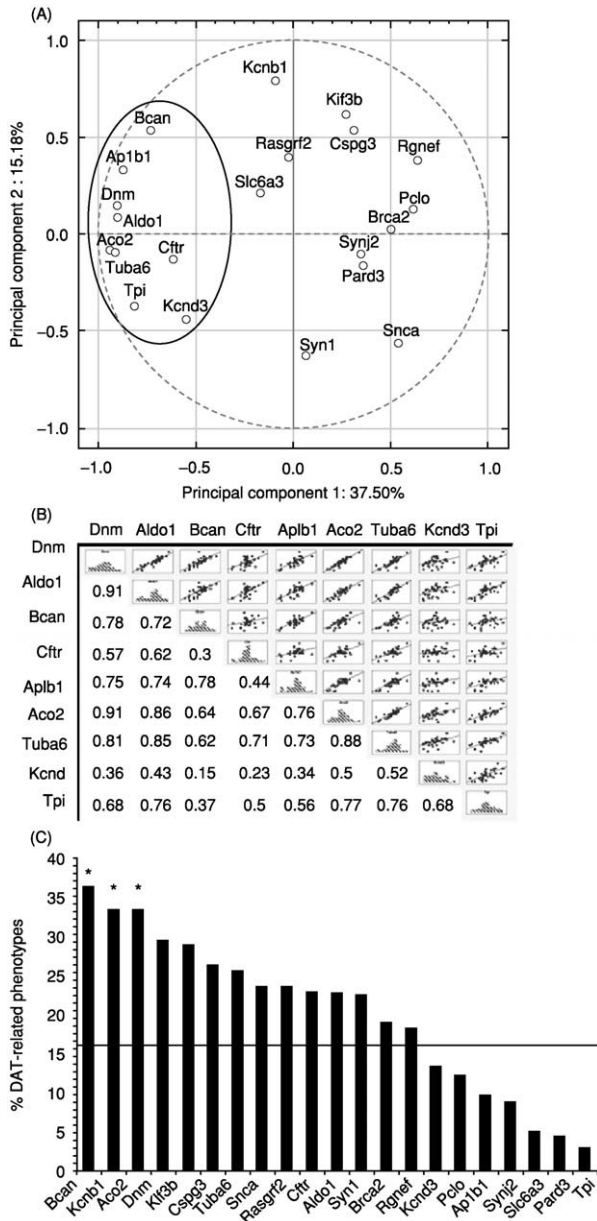 (A)
1.0
Kcnb1
Kif3b
Bcan
Cspg3
Rasgrf2
Rgnef
0.5
Ap1b1
Slc6a3
Dnm
Pclo
Aldo1
Brca2
0.0
Aco2
Cftr
Synj2
Tuba6
Pard3
Tpi
Kcnd3
Syn1
Snca
−0.5
−1.0
Principal component 2 : 15.18%
−1.0 −0.5 0.0 0.5 1.0
Principal component 1: 37.50%
(B)
Dnm Aldo1 Bcan Cftr Aplb1 Aco2 Tuba6 Kcnd3 Tpi
Dnm
Aldo1 0.91
Bcan 0.78 0.72
Cftr 0.57 0.62 0.3
Aplb1 0.75 0.74 0.78 0.44
Aco2 0.91 0.86 0.64 0.67 0.76
Tuba6 0.81 0.85 0.62 0.71 0.73 0.88
Kcnd 0.36 0.43 0.15 0.23 0.34 0.5 0.52
Tpi 0.68 0.76 0.37 0.5 0.56 0.77 0.76 0.68
(C)
40
35
30
25
20
15
10
5
0
% DAT-related phenotypes
* * *
Bcan Kcnb1 Aco2 Dnm Klf3b Cspg3 Tuba6 Snca Rasgrf2 Cftr Aldo1 Syn1 Brca2 Rgnef Kcnd3 Pclo Ap1b1 Synl2 Slc6a3 Pard3 Tpi